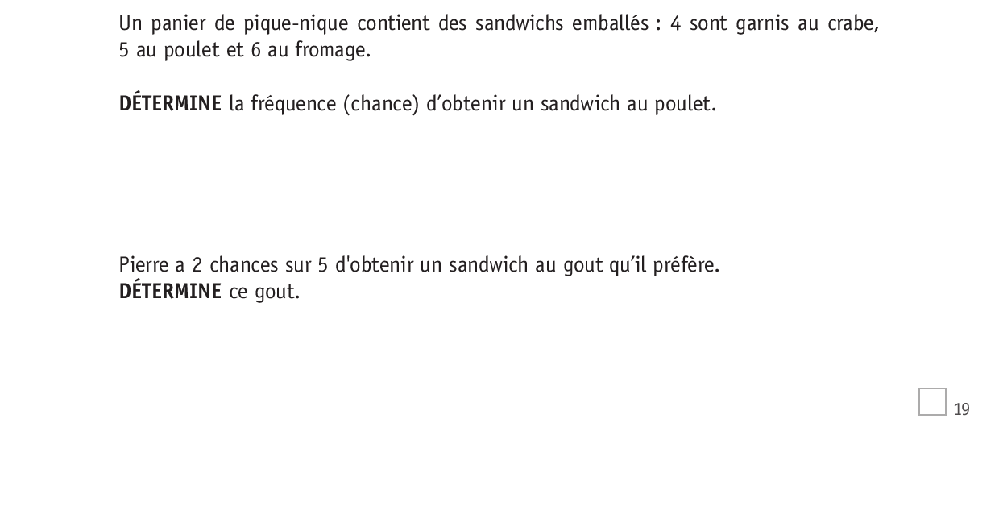 Un panier de pique-nique contient des sandwichs emballés : 4 sont garnis au crabe,
5 au poulet et 6 au fromage.
DÉTERMINE la fréquence (chance) d’obtenir un sandwich au poulet.
Pierre a 2 chances sur 5 d'obtenir un sandwich au gout qu’il préfère.
DÉTERMINE ce gout.
19